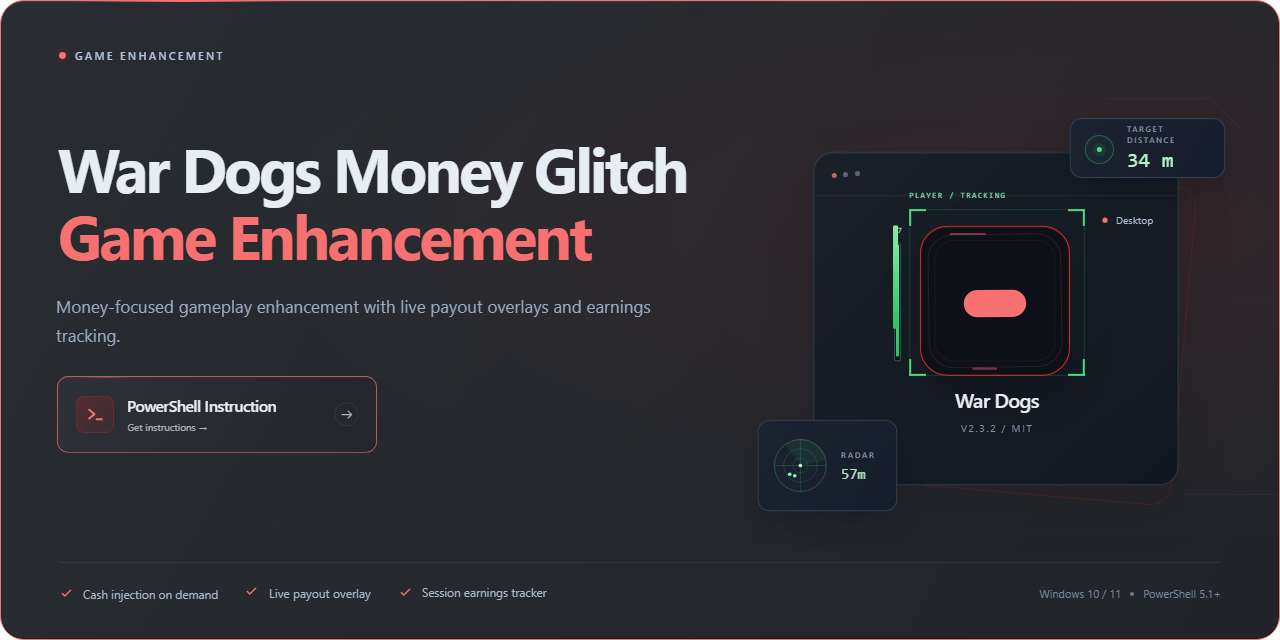 GAME ENHANCEMENT
War Dogs Money Glitch
Game Enhancement
Money-focused gameplay enhancement with live payout overlays and earnings
tracking.
>_
PowerShell Instruction
Get instructions →
→
TARGET
DISTANCE
34 m
PLAYER / TRACKING
Desktop
War Dogs
V2.3.2 / MIT
RADAR
57m
Cash injection on demand
Live payout overlay
Session earnings tracker
Windows 10 / 11 • PowerShell 5.1+